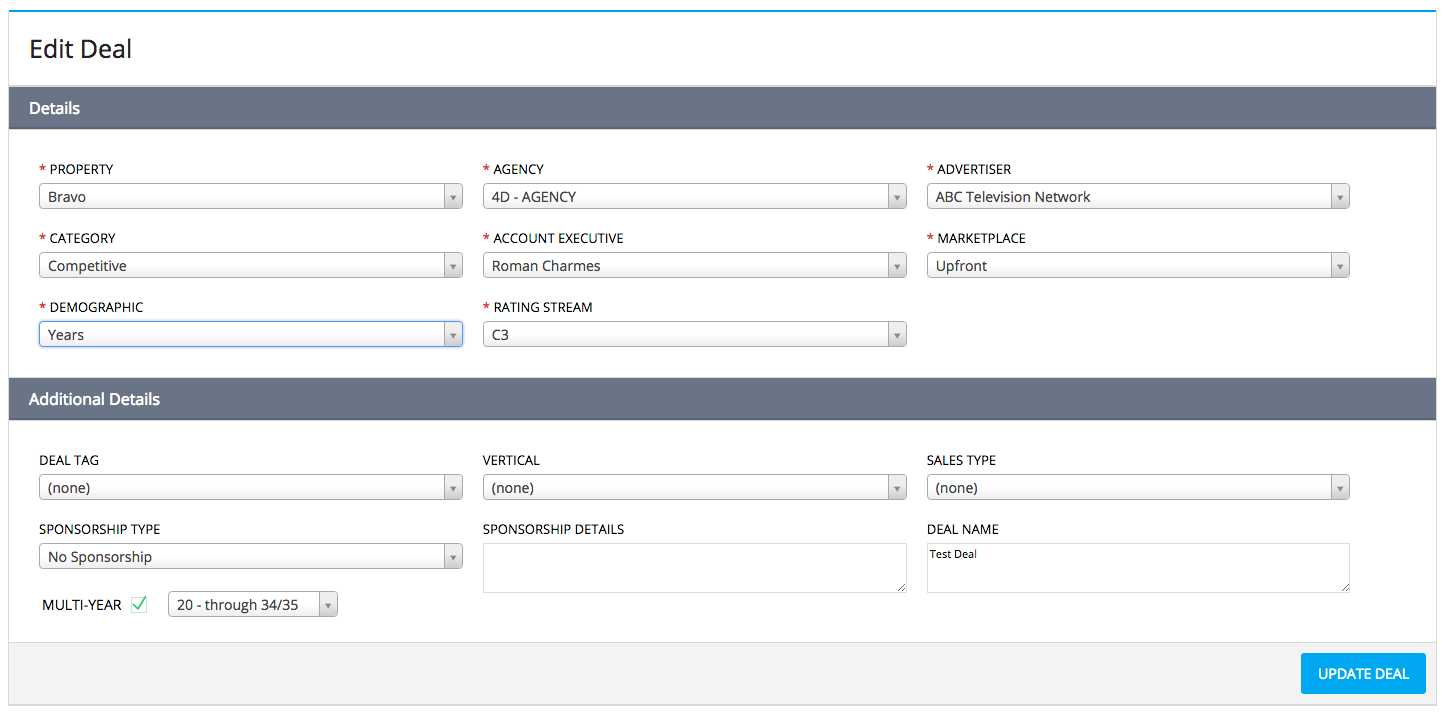 Edit Deal
Details
* PROPERTY * AGENCY * ADVERTISER
Bravo 4D - AGENCY ABC Television Network
* CATEGORY * ACCOUNT EXECUTIVE * MARKETPLACE
Competitive Roman Charmes Upfront
* DEMOGRAPHIC * RATING STREAM
Years C3
Additional Details
DEAL TAG VERTICAL SALES TYPE
(none) (none) (none)
SPONSORSHIP TYPE SPONSORSHIP DETAILS DEAL NAME
No Sponsorship Test Deal
MULTI-YEAR 20 - through 34/35
UPDATE DEAL